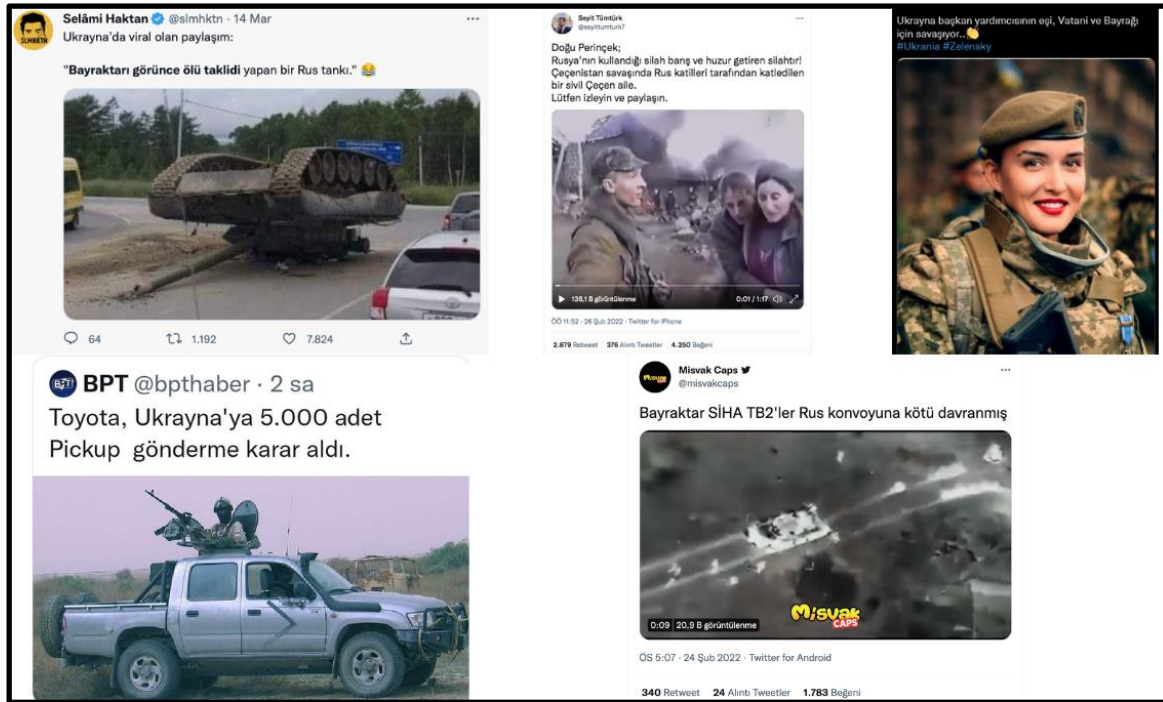 Selâmi Haktan @slmhktn · 14 Mar
Ukrayna'da viral olan paylaşım:
"Bayraktarı görünce ölü taklidi yapan bir Rus tankı." 😂
64 1.192 7.824
SLMHKTN
Seyit Tümtürk
@seyittumturk7
Doğu Perinçek;
Rusya'nın kullandığı silah barış ve huzur getiren silahtır!
Çeçenistan savaşında Rus katilleri tarafından katledilen
bir sivil Çeçen aile.
Lütfen izleyin ve paylaşın.
138,1 B görüntülenme 0:01 / 1:17
ÖÖ 11:52 · 26 Şub 2022 · Twitter for iPhone
2.879 Retweet 376 Alıntı Tweetler 4.250 Beğeni
Ukrayna başkan yardımcısının eşi, Vatani ve Bayrağı
için savaşıyor..👏
#Ukrania #Zelensky
BPT @bpthaber · 2 sa
Toyota, Ukrayna'ya 5.000 adet
Pickup gönderme karar aldı.
Misvak Caps
@misvakcaps
Bayraktar SİHA TB2'ler Rus konvoyuna kötü davranmış
Misvak
CAPS
0:09 20,9 B görüntülenme
ÖS 5:07 · 24 Şub 2022 · Twitter for Android
340 Retweet 24 Alıntı Tweetler 1.783 Beğeni